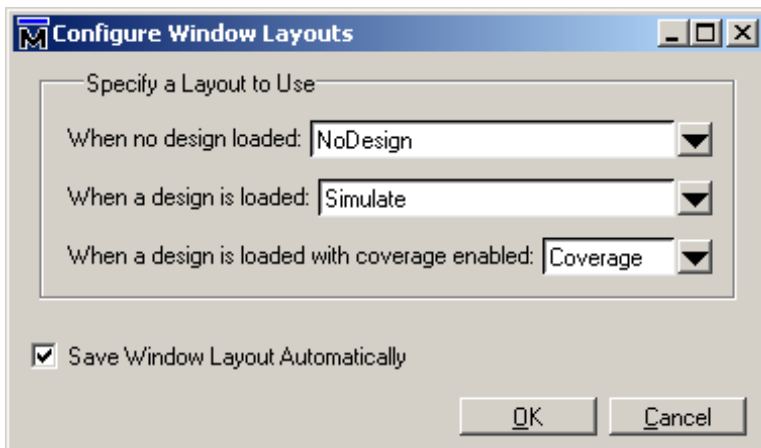 Configure Window Layouts
Specify a Layout to Use
When no design loaded: NoDesign
When a design is loaded: Simulate
When a design is loaded with coverage enabled: Coverage
Save Window Layout Automatically
OK Cancel